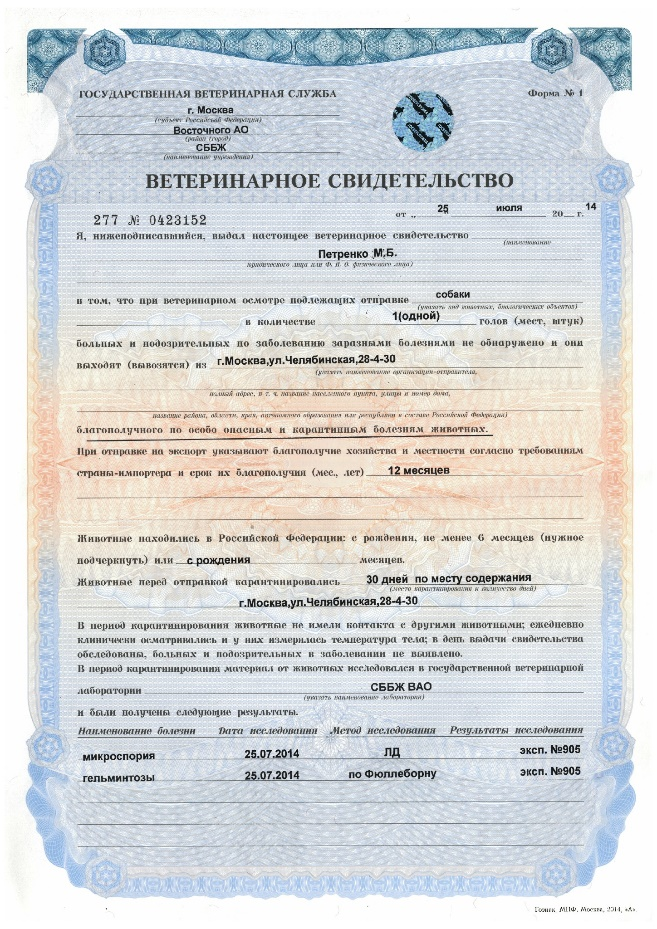 ГОСУДАРСТВЕННАЯ ВЕТЕРИНАРНАЯ СЛУЖБА
Форма № 1
г. Москва
(субъект Российской Федерации)
Восточного АО
(район (город)
СББЖ
(наименование учреждения)
ВЕТЕРИНАРНОЕ СВИДЕТЕЛЬСТВО
277 № 0423152
от „ 25 июля 20 14 г.
Я, нижеподписавшийся, выдал настоящее ветеринарное свидетельство
(наименование
Петренко М.Б.
юридического лица или Ф. И. О. физического лица)
в том, что при ветеринарном осмотре подлежащих отправке собаки
(указать вид животных, биологических объектов)
в количестве 1(одной) голов (мест, штук)
больных и подозрительных по заболеванию заразными болезнями не обнаружено и они
выходят (вывозятся) из г.Москва,ул.Челябинская,28-4-30
(указать наименование организации-отправителя,
полный адрес, в т. ч. название населенного пункта, улицы и номер дома,
название района, области, края, автономного образования или республики в составе Российской Федерации)
благополучного по особо опасным и карантинным болезням животных.
При отправке на экспорт указывают благополучие хозяйства и местности согласно требованиям
страны-импортера и срок их благополучия (мес., лет) 12 месяцев
Животные находились в Российской Федерации: с рождения, не менее 6 месяцев (нужное
подчеркнуть) или с рождения месяцев.
Животные перед отправкой карантинировались 30 дней по месту содержания
(место карантинирования и количество дней)
г.Москва,ул.Челябинская,28-4-30
В период карантинирования животные не имели контакта с другими животными; ежедневно
клинически осматривались и у них измерялась температура тела; в день выдачи свидетельства
обследованы, больных и подозрительных в заболевании не выявлено.
В период карантинирования материал от животных исследовался в государственной ветеринарной
лаборатории СББЖ ВАО
(указать наименование лаборатории)
и были получены следующие результаты.
Наименование болезни Дата исследования Метод исследования Результаты исследования
микроспория 25.07.2014 ЛД эксп. №905
гельминтозы 25.07.2014 по Фюллеборну эксп. №905
Гознак, МПФ, Москва, 2014, «А».